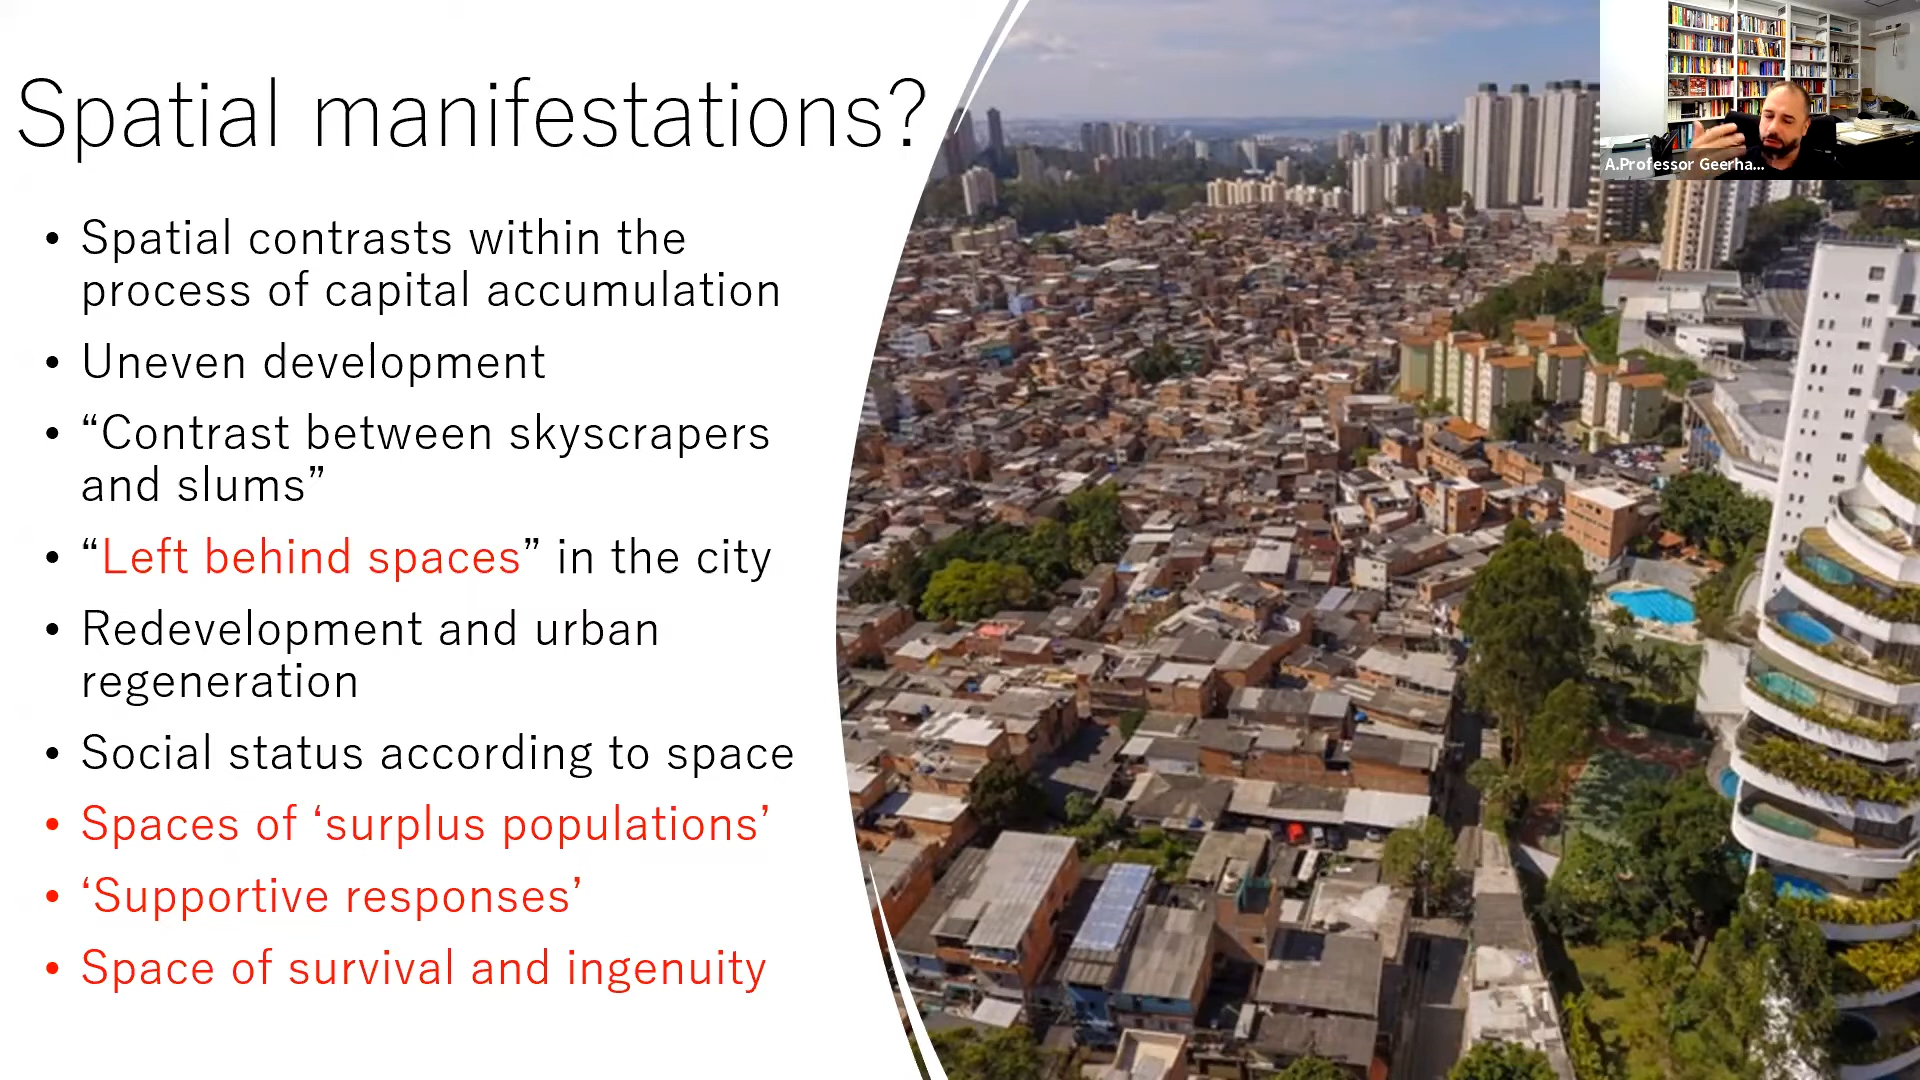 Spatial manifestations?
• Spatial contrasts within the
process of capital accumulation
• Uneven development
• “Contrast between skyscrapers
and slums”
• “Left behind spaces” in the city
• Redevelopment and urban
regeneration
• Social status according to space
• Spaces of ‘surplus populations’
• ‘Supportive responses’
• Space of survival and ingenuity
A.Professor Geerha...